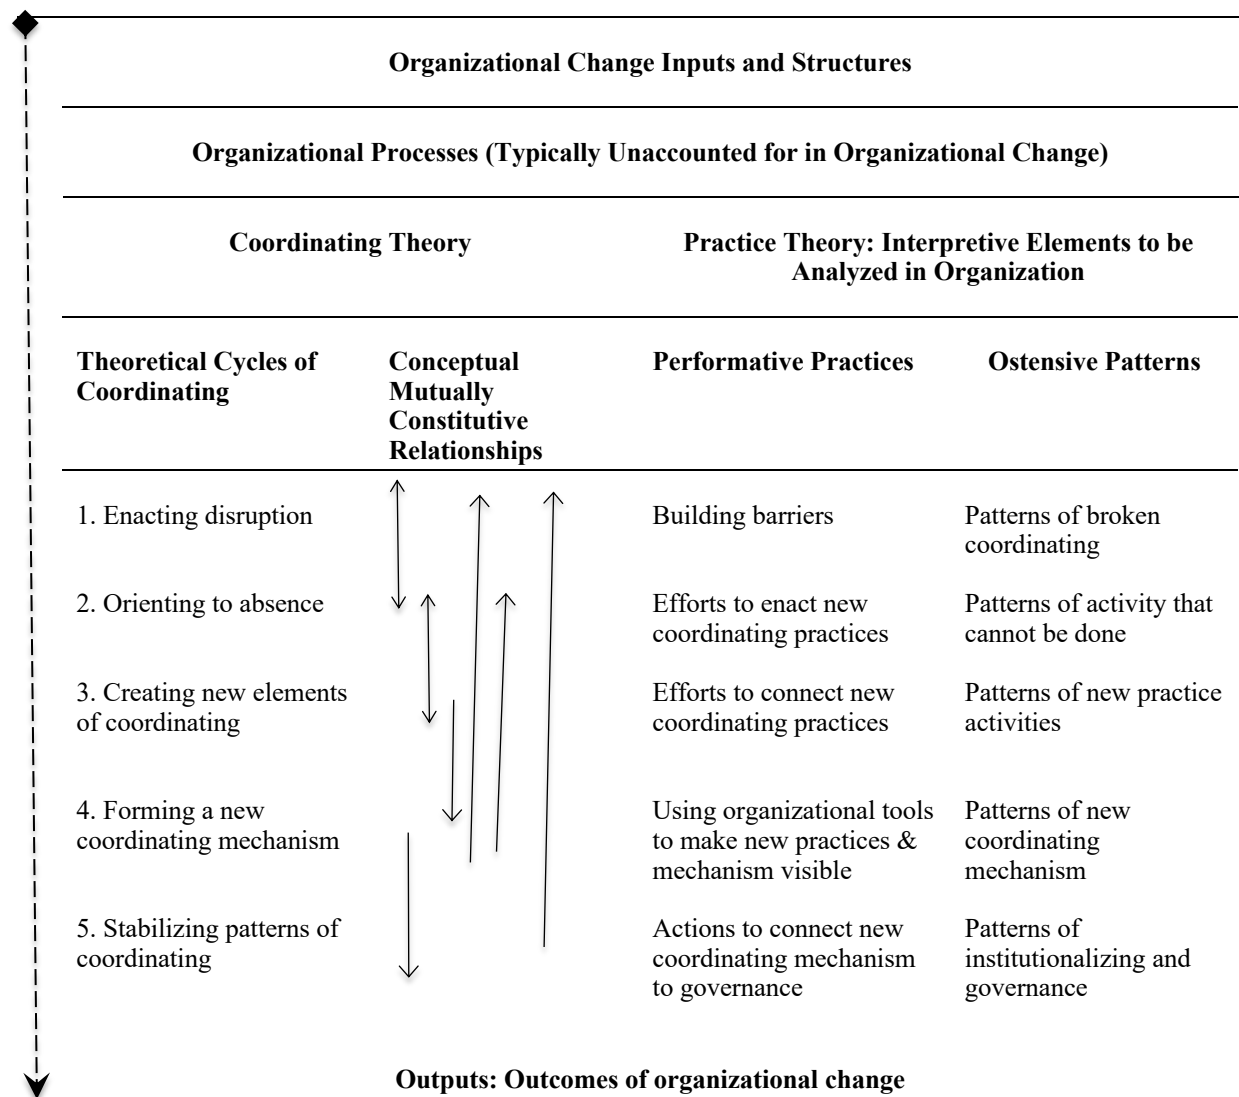 Organizational Change Inputs and Structures
Organizational Processes (Typically Unaccounted for in Organizational Change)
Coordinating Theory
Practice Theory: Interpretive Elements to be
Analyzed in Organization
Theoretical Cycles of
Coordinating
Conceptual
Mutually
Constitutive
Relationships
Performative Practices
Ostensive Patterns
1. Enacting disruption
Building barriers
Patterns of broken
coordinating
2. Orienting to absence
Efforts to enact new
coordinating practices
Patterns of activity that
cannot be done
3. Creating new elements
of coordinating
Efforts to connect new
coordinating practices
Patterns of new practice
activities
4. Forming a new
coordinating mechanism
Using organizational tools
to make new practices &
mechanism visible
Patterns of new
coordinating
mechanism
5. Stabilizing patterns of
coordinating
Actions to connect new
coordinating mechanism
to governance
Patterns of
institutionalizing and
governance
Outputs: Outcomes of organizational change